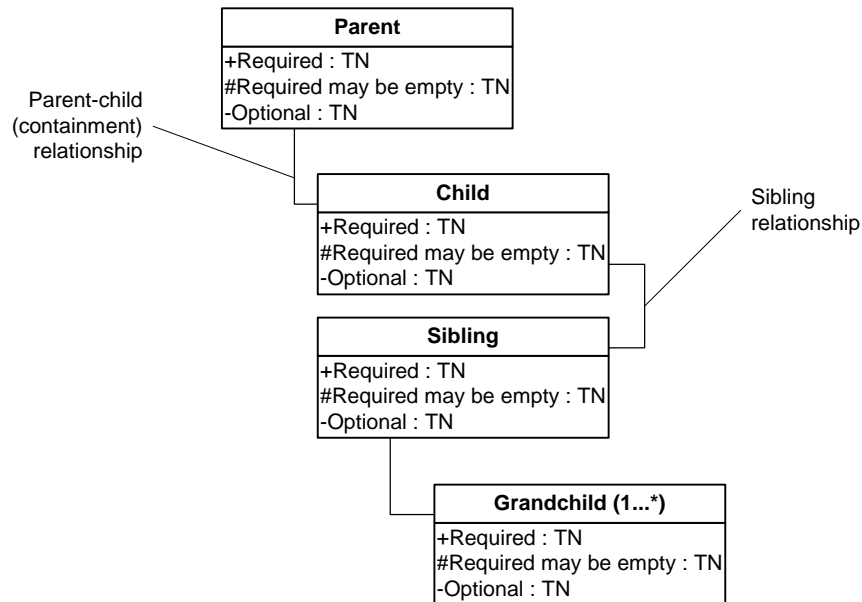 Parent
+Required : TN
#Required may be empty : TN
-Optional : TN
Parent-child
(containment)
relationship
Child
+Required : TN
#Required may be empty : TN
-Optional : TN
Sibling
relationship
Sibling
+Required : TN
#Required may be empty : TN
-Optional : TN
Grandchild (1...*)
+Required : TN
#Required may be empty : TN
-Optional : TN